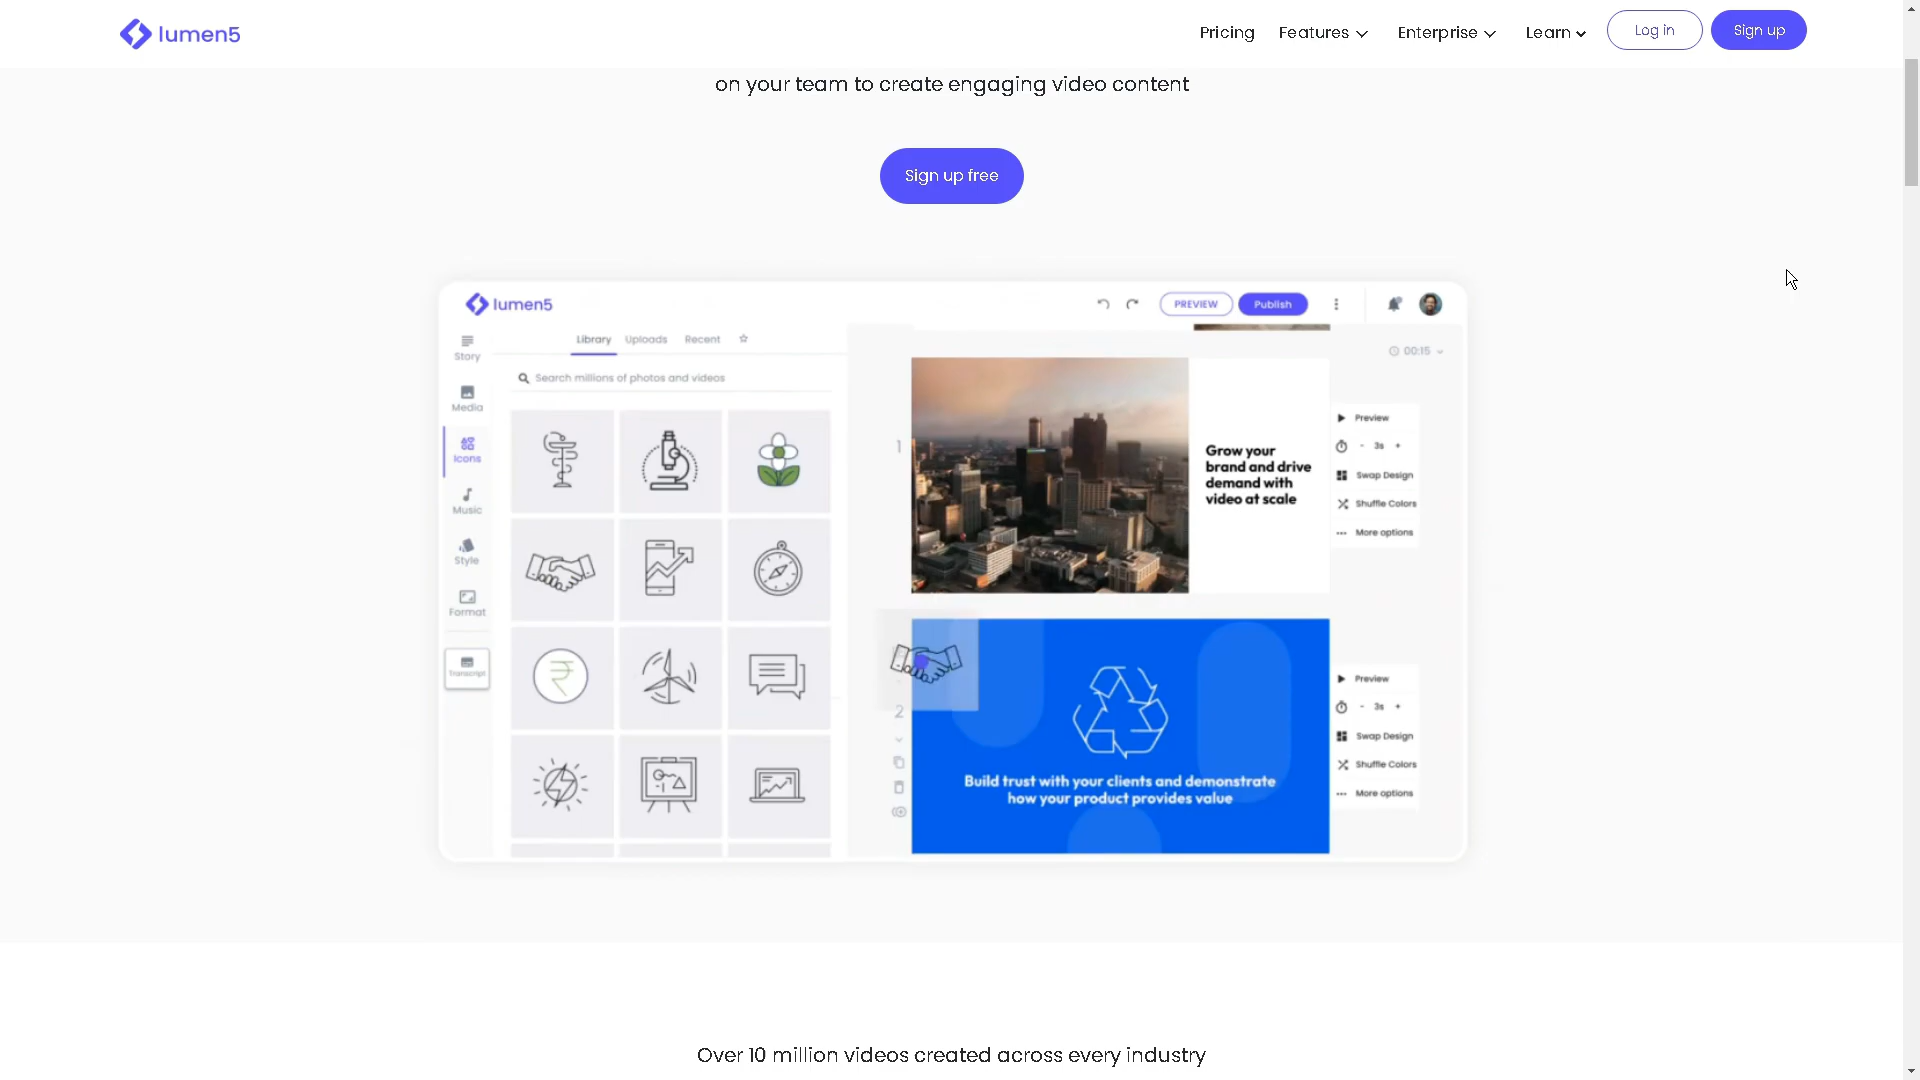 lumen5
Pricing
Features
Enterprise
Learn
Log in
Sign up
on your team to create engaging video content
Sign up free
lumen5
PREVIEW
Publish
Story
Media
Icons
Music
Style
Format
Transcript
Library
Uploads
Recent
Search millions of photos and videos
00:15
1
Grow your
brand and drive
demand with
video at scale
Preview
- 3s +
Swap Design
Shuffle Colors
More options
2
Build trust with your clients and demonstrate
how your product provides value
Preview
- 3s +
Swap Design
Shuffle Colors
More options
Over 10 million videos created across every industry